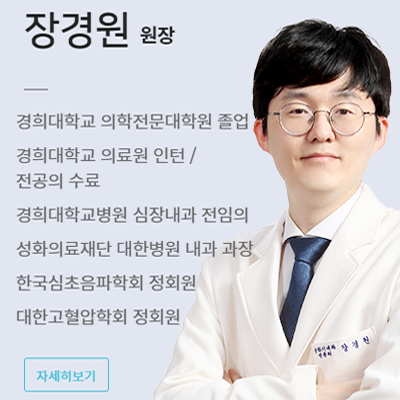 장경원 원장
경희대학교 의학전문대학원 졸업
경희대학교 의료원 인턴 /
전공의 수료
경희대학교병원 심장내과 전임의
성화의료재단 대한병원 내과 과장
한국심초음파학회 정회원
대한고혈압학회 정회원
장경원
자세히보기